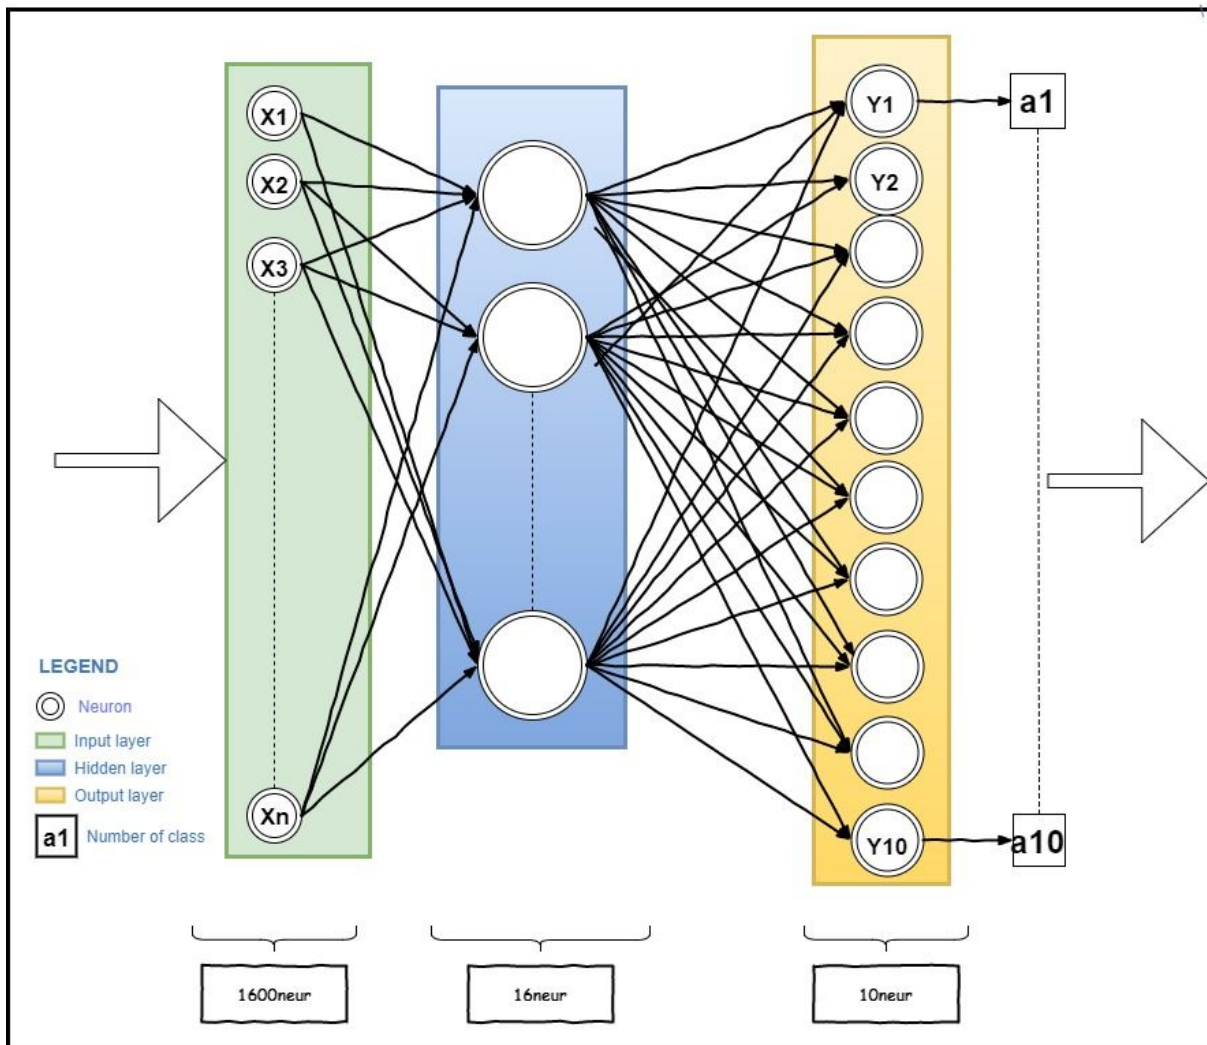 X1
X2
X3
Xn
Y1
Y2
Y10
a1
a10
LEGEND
Neuron
Input layer
Hidden layer
Output layer
a1 Number of class
1600neur
16neur
10neur